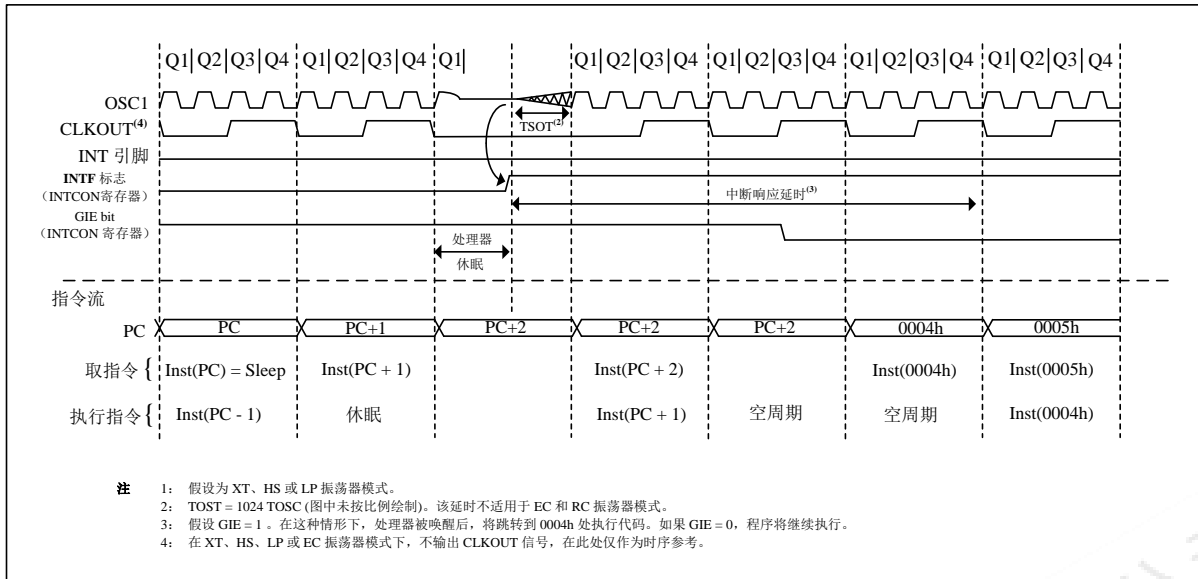 Q1|Q2|Q3|Q4 Q1|Q2|Q3|Q4 Q1| Q1|Q2|Q3|Q4 Q1|Q2|Q3|Q4 Q1|Q2|Q3|Q4 Q1|Q2|Q3|Q4
OSC1
TSOT(2)
CLKOUT(4)
INT 引脚
INTF 标志
(INTCON寄存器)
中断响应延时(3)
GIE bit
(INTCON 寄存器)
处理器
休眠
指令流
PC PC PC+1 PC+2 PC+2 PC+2 0004h 0005h
取指令 { Inst(PC) = Sleep Inst(PC + 1) Inst(PC + 2) Inst(0004h) Inst(0005h)
执行指令 { Inst(PC - 1) 休眠 Inst(PC + 1) 空周期 空周期 Inst(0004h)
注 1: 假设为 XT、HS 或 LP 振荡器模式。
2: TOST = 1024 TOSC (图中未按比例绘制)。该延时不适用于 EC 和 RC 振荡器模式。
3: 假设 GIE = 1 。在这种情形下，处理器被唤醒后，将跳转到 0004h 处执行代码。如果 GIE = 0，程序将继续执行。
4: 在 XT、HS、LP 或 EC 振荡器模式下，不输出 CLKOUT 信号，在此处仅作为时序参考。